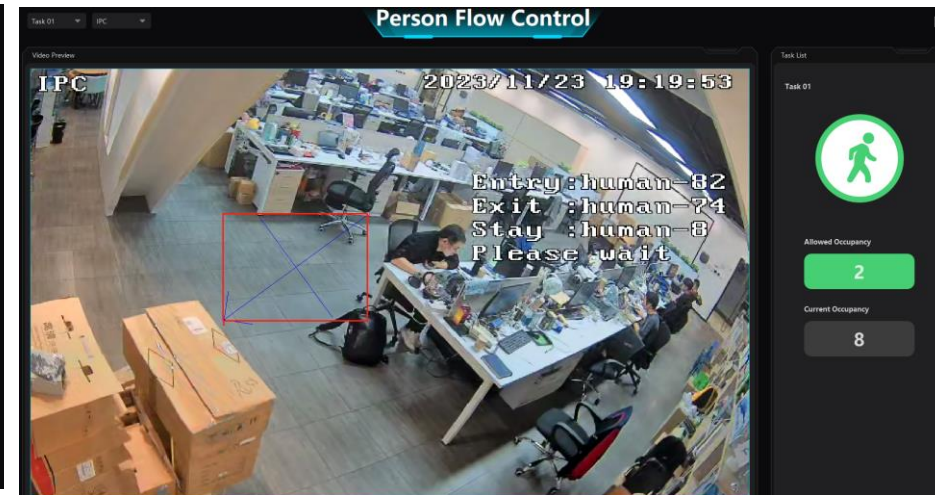 Task 01
IPC
Person Flow Control
Video Preview
IPC
2023/11/23 19:19:53
Entry:human-82
Exit :human-74
Stay :human-8
Please wait
Task List
Task 01
Allowed Occupancy
2
Current Occupancy
8